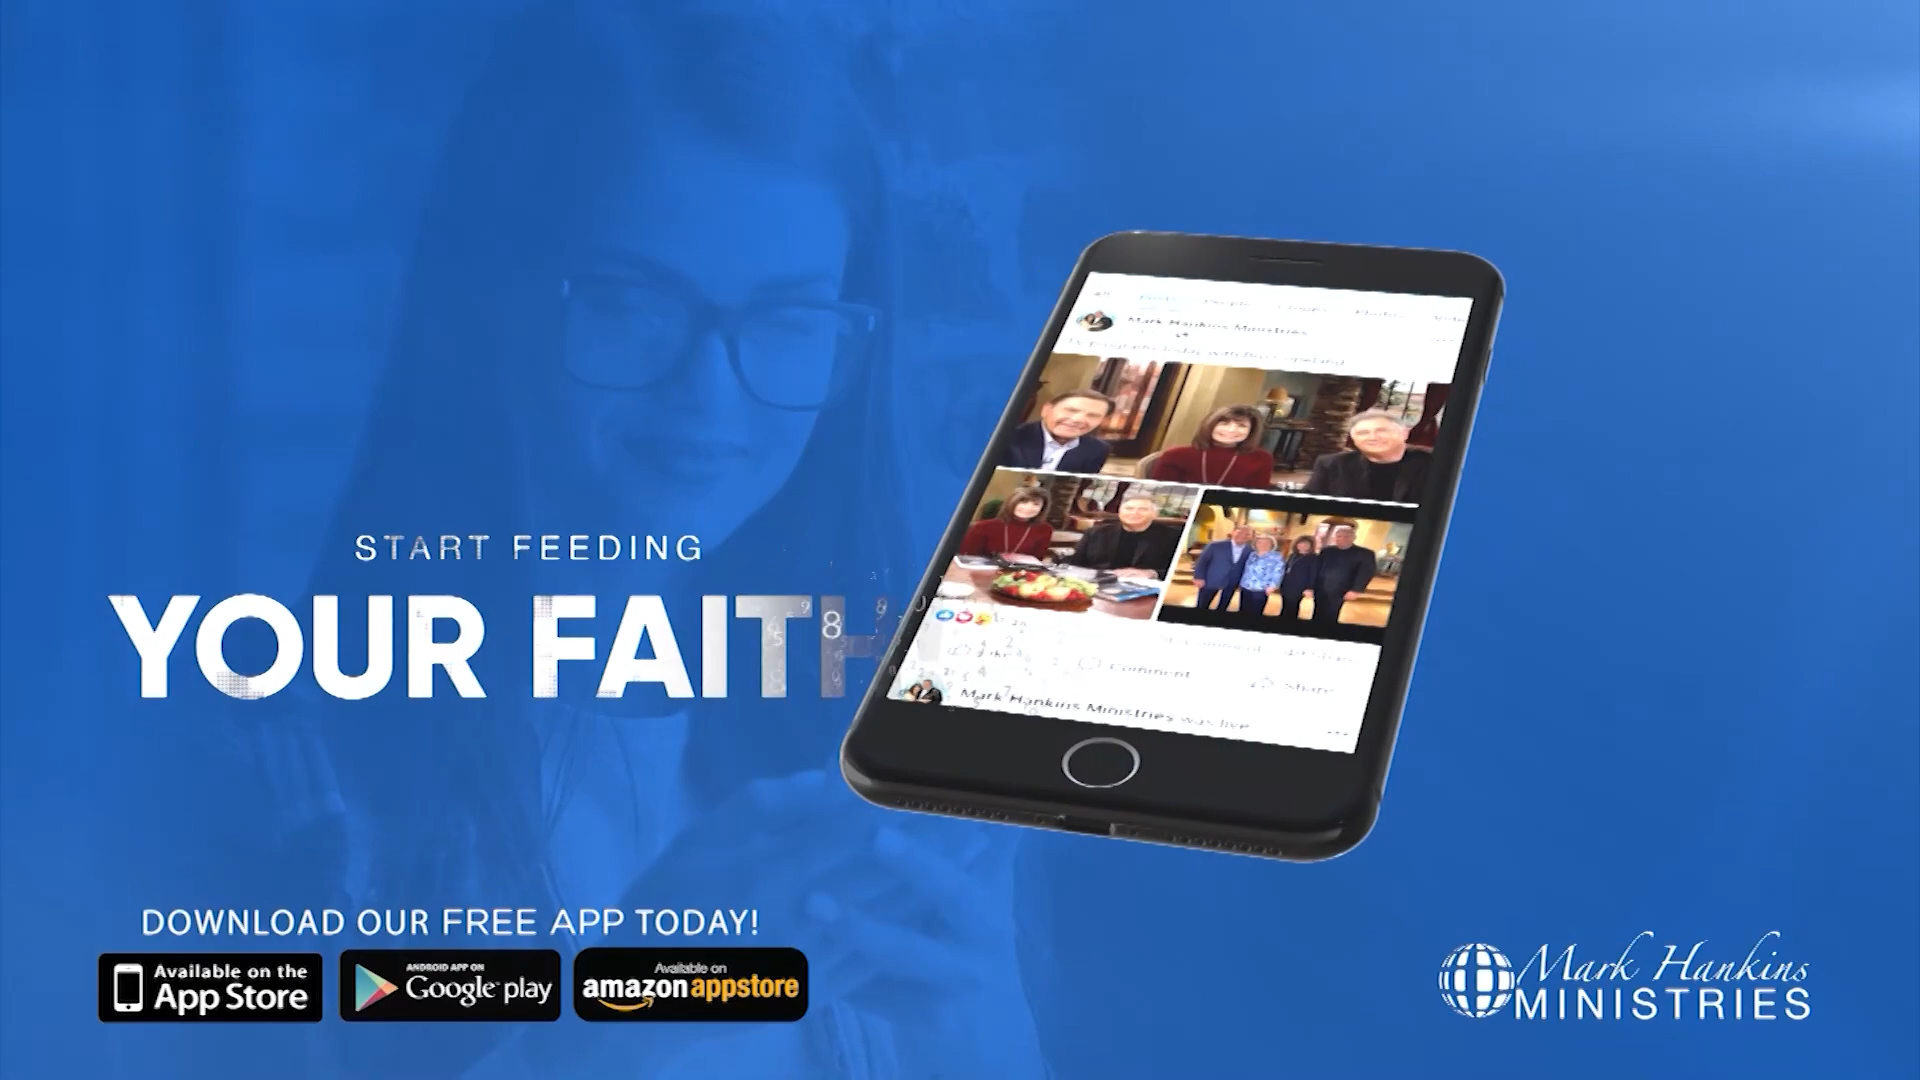 START FEEDING
YOUR FAITH
Mark Hankins Ministries
Comment
Share
Mark Hankins Ministries was live
DOWNLOAD OUR FREE APP TODAY!
Available on the
App Store
ANDROID APP ON
Google play
Available on
amazon appstore
Mark Hankins
MINISTRIES